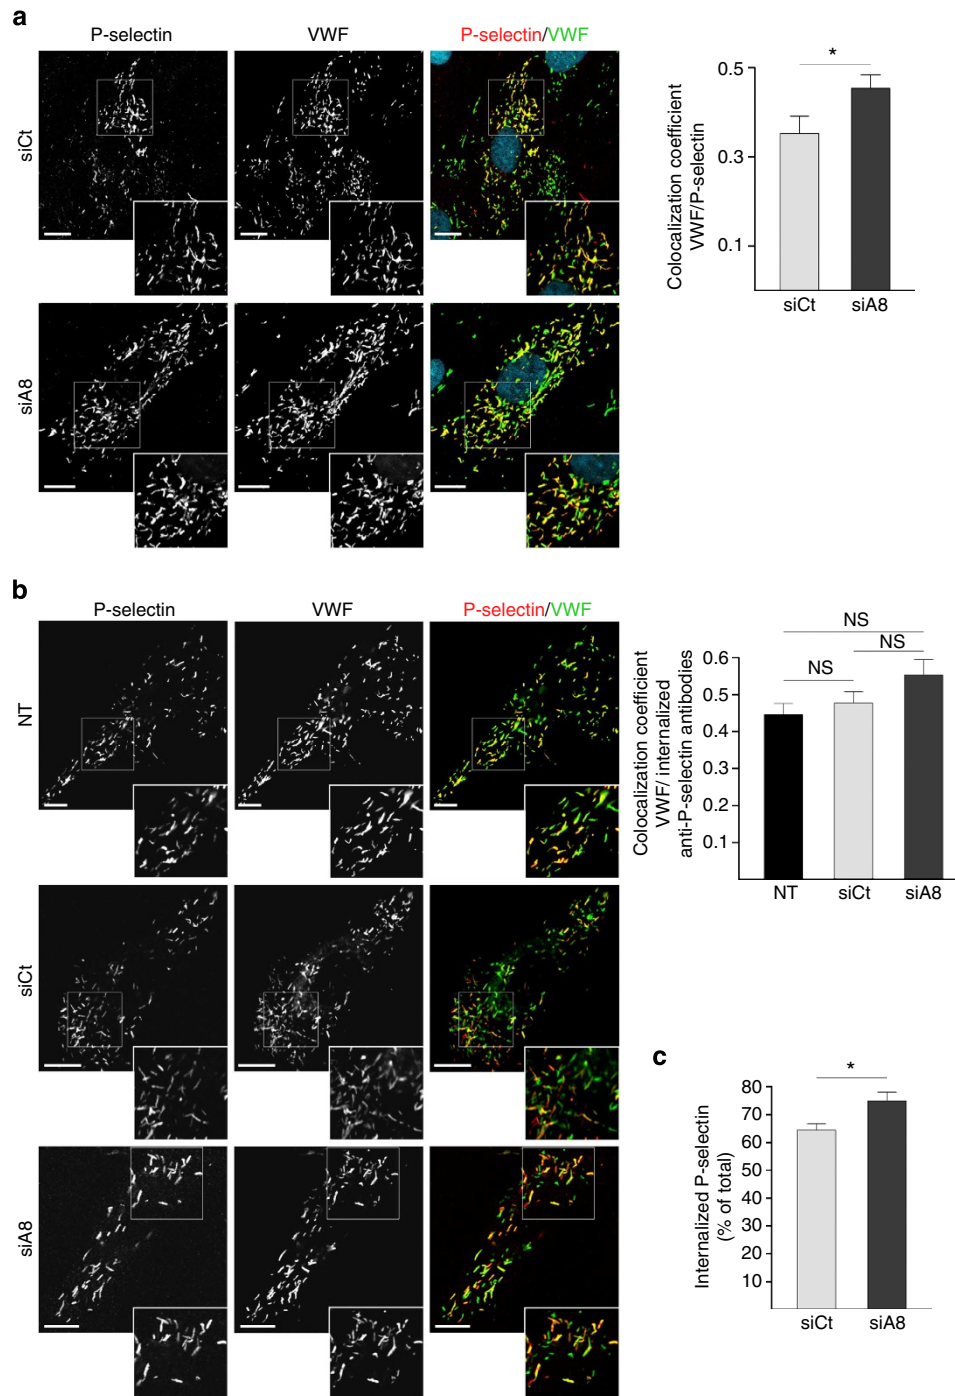 a
P-selectin
VWF
P-selectin/VWF
siCt
siA8
Colocalization coefficient
VWF/P-selectin
0.5
0.3
0.1
*
siCt
siA8
b
P-selectin
VWF
P-selectin/VWF
NT
siCt
siA8
Colocalization coefficient
VWF/ internalized
anti-P-selectin antibodies
0.6
0.5
0.4
0.3
0.2
0.1
NS
NS
NS
NT
siCt
siA8
c
Internalized P-selectin
(% of total)
80
70
60
50
40
30
20
10
*
siCt
siA8